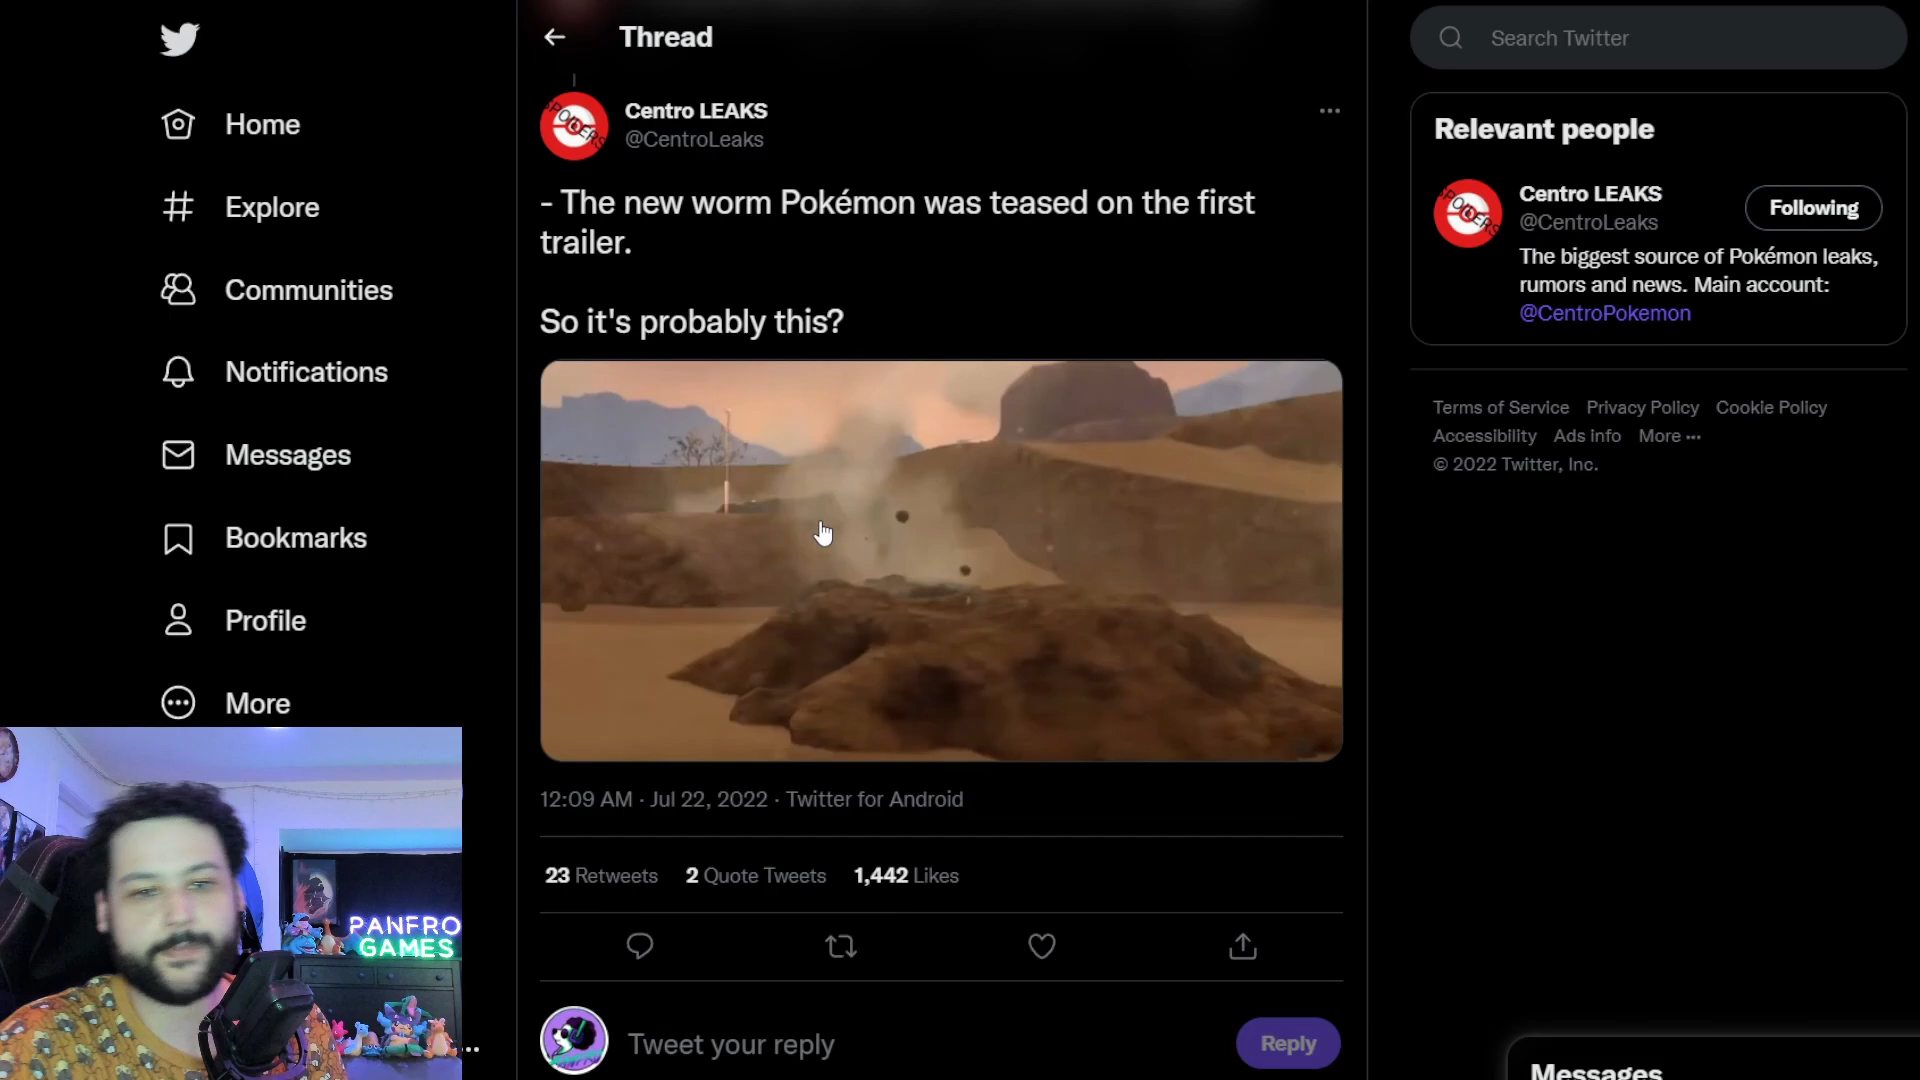 Thread
Search Twitter
Home
Explore
Communities
Notifications
Messages
Bookmarks
Profile
More
SPOILERS
Centro LEAKS
@CentroLeaks
- The new worm Pokémon was teased on the first
trailer.
So it's probably this?
12:09 AM · Jul 22, 2022 · Twitter for Android
23 Retweets 2 Quote Tweets 1,442 Likes
Tweet your reply
Reply
Relevant people
SPOILERS
Centro LEAKS
@CentroLeaks
Following
The biggest source of Pokémon leaks,
rumors and news. Main account:
@CentroPokemon
Terms of Service Privacy Policy Cookie Policy
Accessibility Ads info More ···
© 2022 Twitter, Inc.
Messages
PANFRO
GAMES